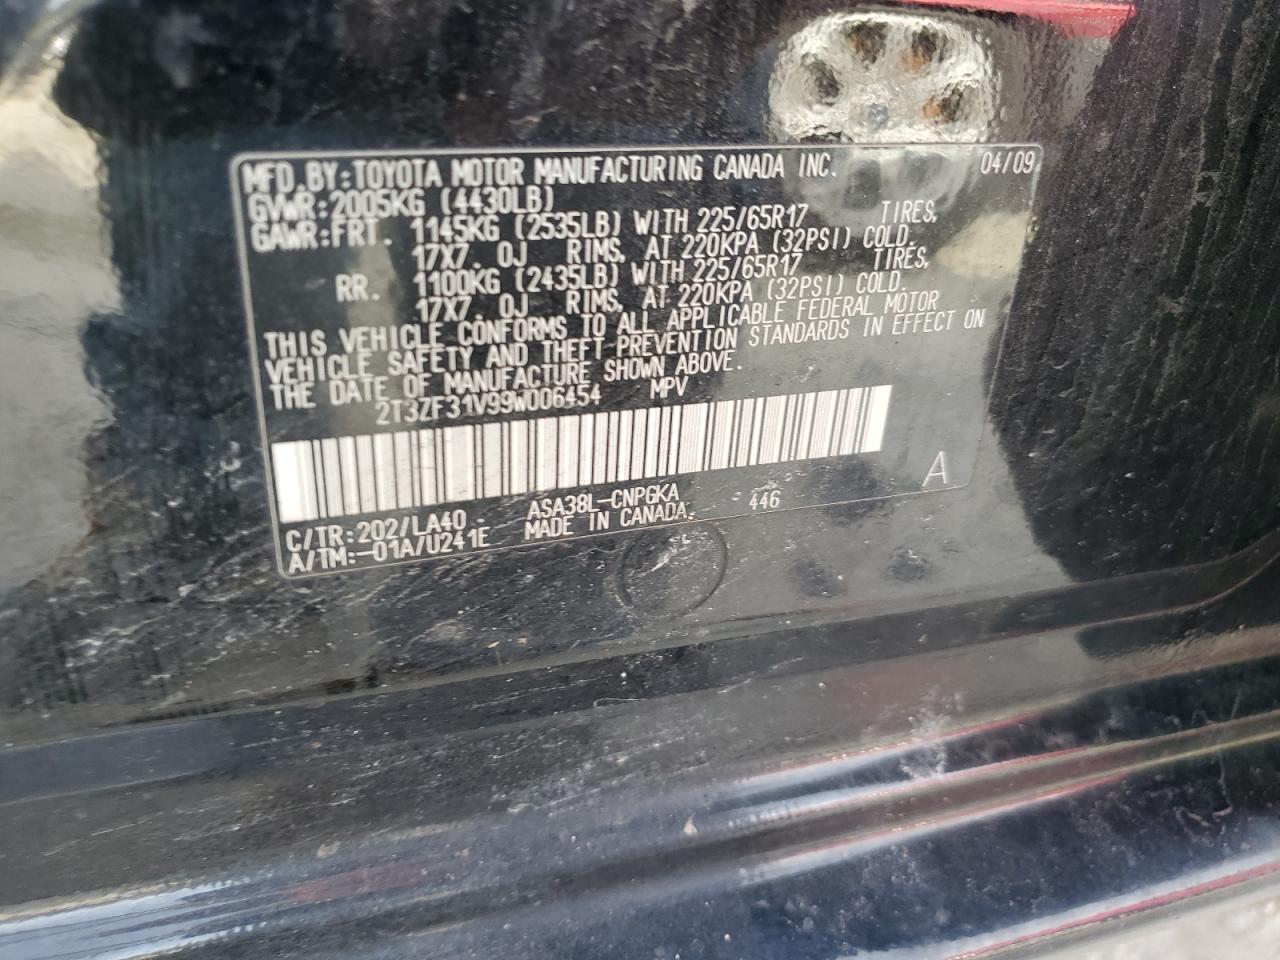 MFD.BY:TOYOTA MOTOR MANUFACTURING CANADA INC. 04/09
GVWR:2005KG (4430LB)
GAWR:FRT. 1145KG (2535LB) WITH 225/65R17 TIRES,
17X7.0J RIMS, AT 220KPA (32PSI) COLD.
RR. 1100KG (2435LB) WITH 225/65R17 TIRES,
17X7.0J RIMS, AT 220KPA (32PSI) COLD.
THIS VEHICLE CONFORMS TO ALL APPLICABLE FEDERAL MOTOR
VEHICLE SAFETY AND THEFT PREVENTION STANDARDS IN EFFECT ON
THE DATE OF MANUFACTURE SHOWN ABOVE.
2T3ZF31V99W006454 MPV
A
C/TR:202/LA40 ASA38L-CNPGKA 446
A/TM:-01A/U241E MADE IN CANADA.